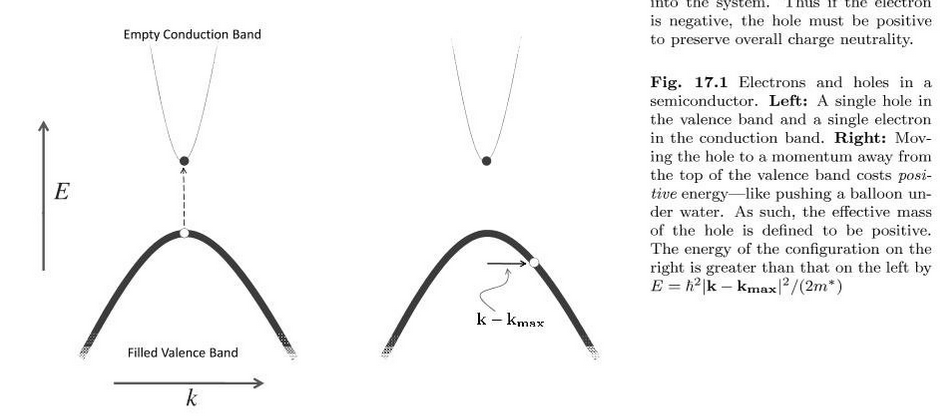 Empty Conduction Band
E
Filled Valence Band
k
k − kmax
into the system. Thus if the electron
is negative, the hole must be positive
to preserve overall charge neutrality.
Fig. 17.1 Electrons and holes in a
semiconductor. Left: A single hole in
the valence band and a single electron
in the conduction band. Right: Mov-
ing the hole to a momentum away from
the top of the valence band costs posi-
tive energy—like pushing a balloon un-
der water. As such, the effective mass
of the hole is defined to be positive.
The energy of the configuration on the
right is greater than that on the left by
E = ħ²|k − kmax|²/(2m*)